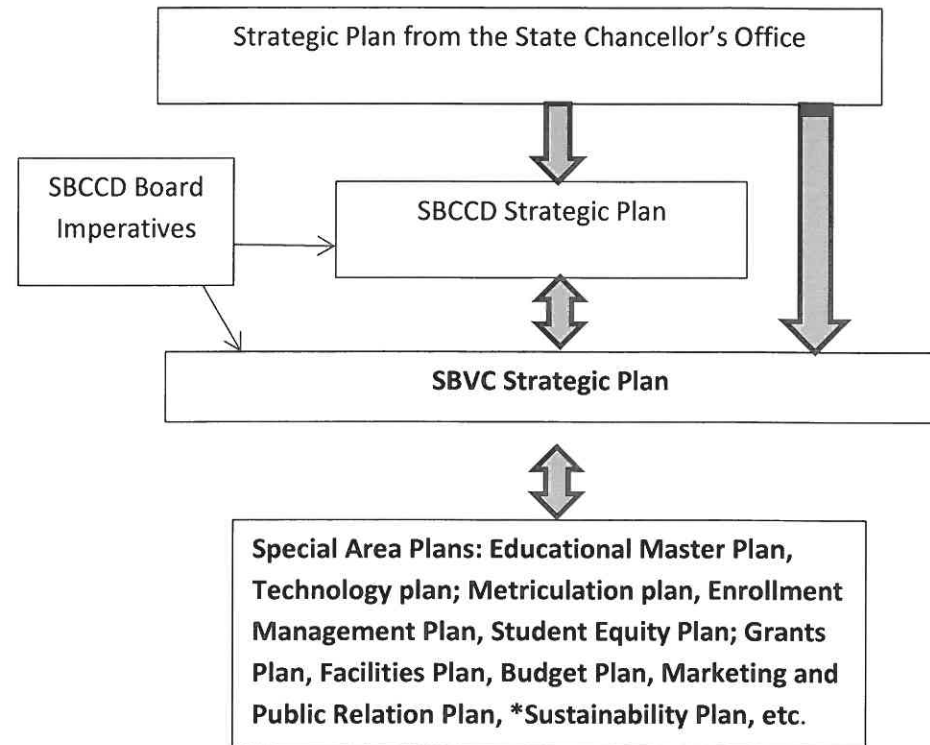 Strategic Plan from the State Chancellor's Office
SBCCD Board
Imperatives
SBCCD Strategic Plan
SBVC Strategic Plan
Special Area Plans: Educational Master Plan,
Technology plan; Metriculation plan, Enrollment
Management Plan, Student Equity Plan; Grants
Plan, Facilities Plan, Budget Plan, Marketing and
Public Relation Plan, *Sustainability Plan, etc.